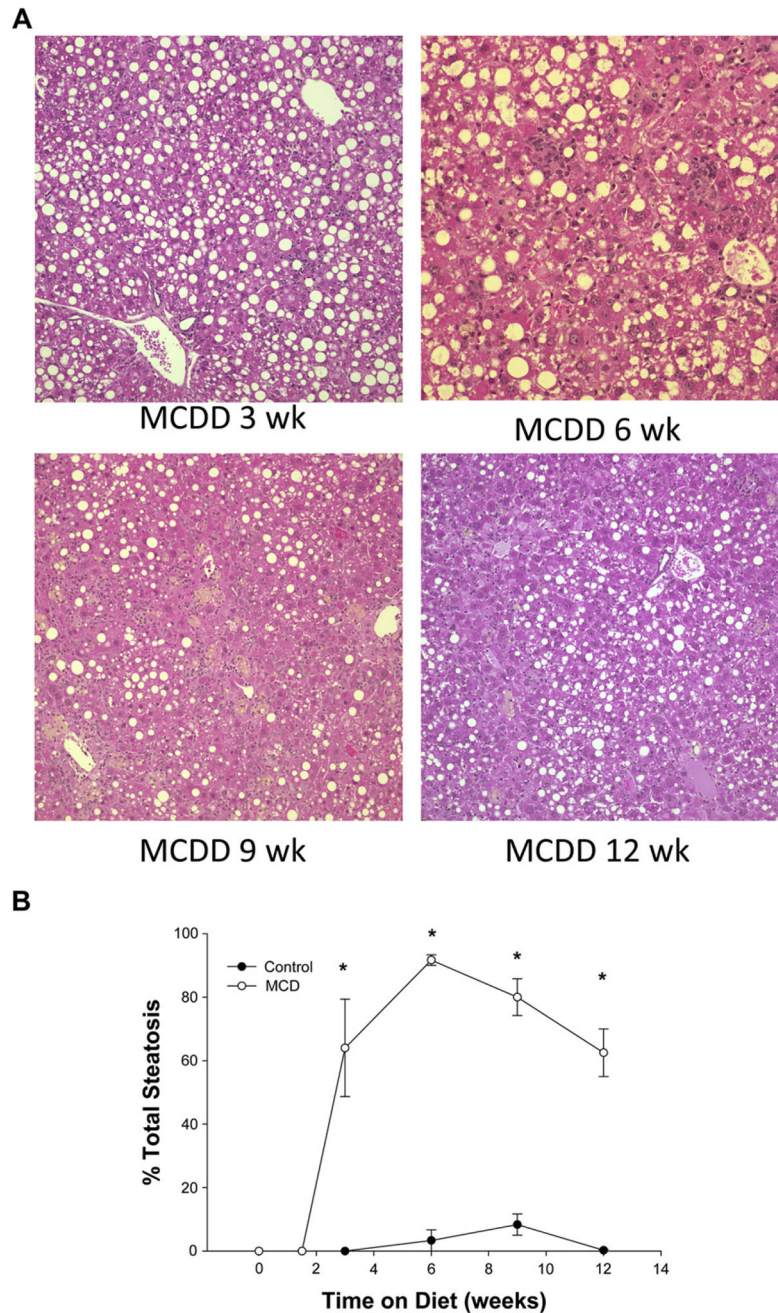 A
MCDD 3 wk
MCDD 6 wk
MCDD 9 wk
MCDD 12 wk
B
% Total Steatosis
100
80
60
40
20
0
Control
MCD
*
*
*
*
0 2 4 6 8 10 12 14
Time on Diet (weeks)